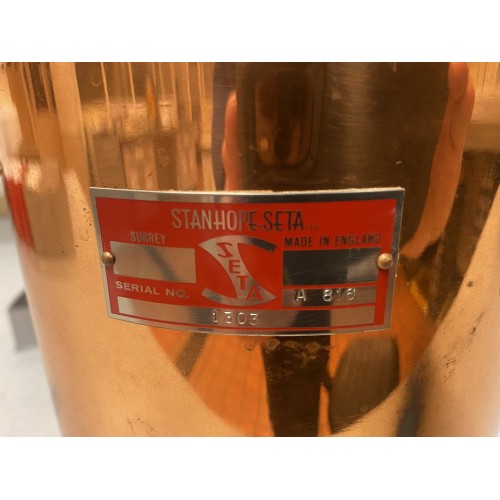 STANHOPE-SETA
SURREY
MADE IN ENGLAND
SETA
SERIAL NO.
A 818
1303